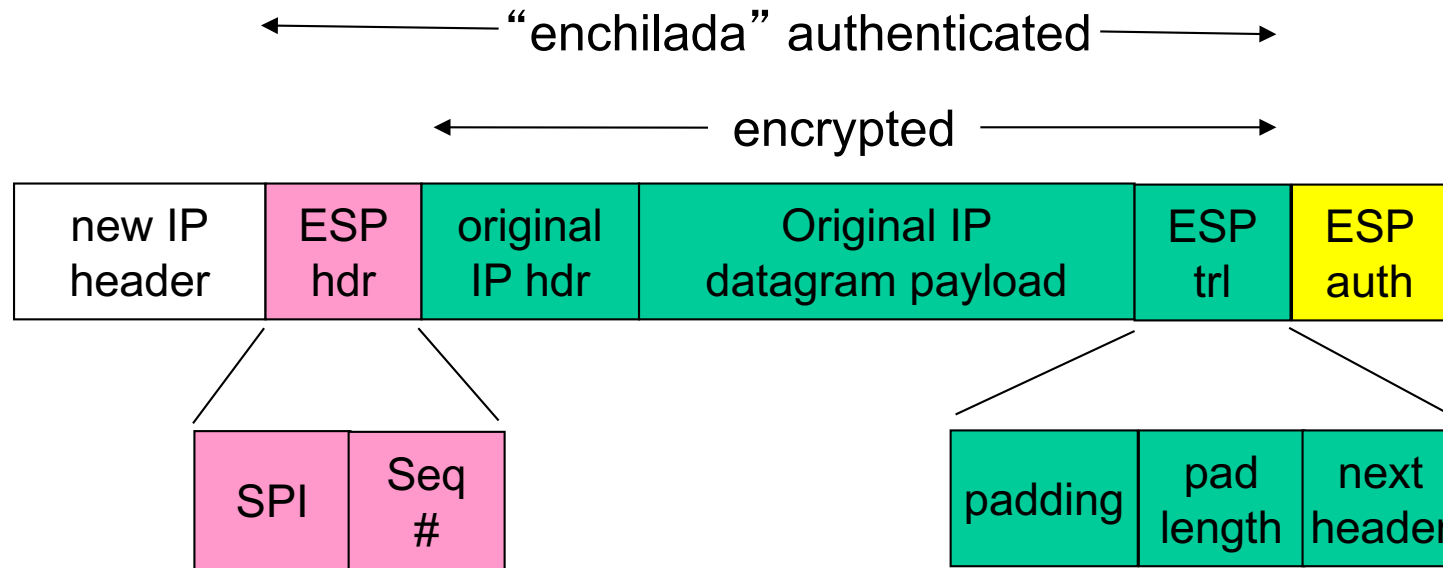 “enchilada” authenticated
encrypted
new IP
header
ESP
hdr
original
IP hdr
Original IP
datagram payload
ESP
trl
ESP
auth
SPI
Seq
#
padding
pad
length
next
header